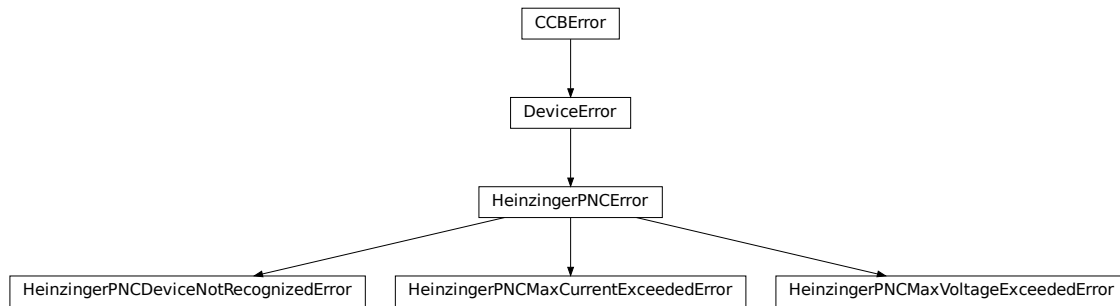 CCBError
DeviceError
HeinzingerPNCError
HeinzingerPNCDeviceNotRecognizedError
HeinzingerPNCMaxCurrentExceededError
HeinzingerPNCMaxVoltageExceededError